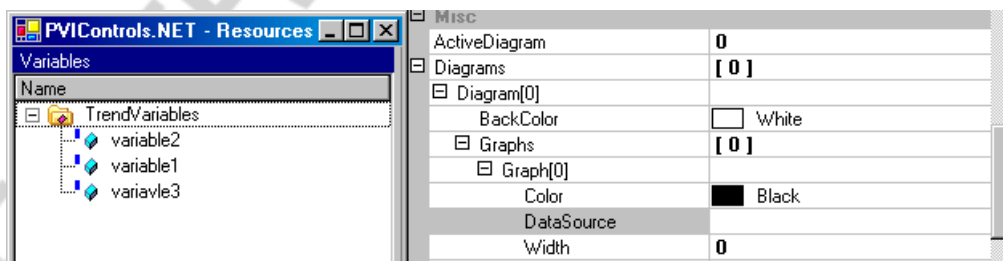 PVIControls.NET - Resources
Variables
Name
TrendVariables
variable2
variable1
variavle3
Misc
ActiveDiagram 0
Diagrams [ 0 ]
Diagram[0]
BackColor White
Graphs [ 0 ]
Graph[0]
Color Black
DataSource
Width 0